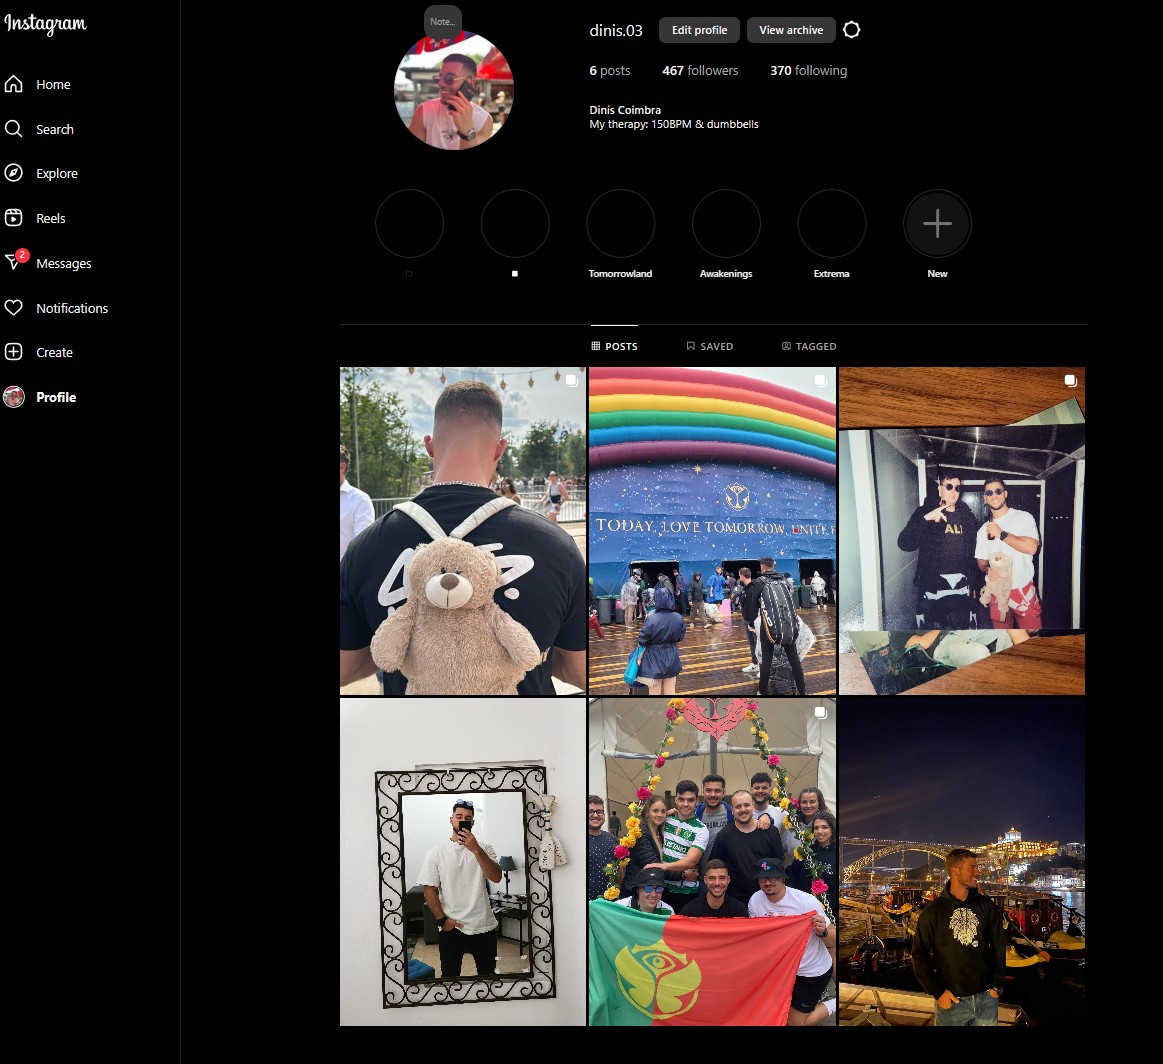 Instagram
Home
Search
Explore
Reels
2
Messages
Notifications
Create
Profile
Note...
dinis.03
Edit profile
View archive
6 posts
467 followers
370 following
Dinis Coimbra
My therapy: 150BPM & dumbbells
Tomorrowland
Awakenings
Extrema
New
POSTS
SAVED
TAGGED
TODAY, LOVE TOMORROW, UNITE F